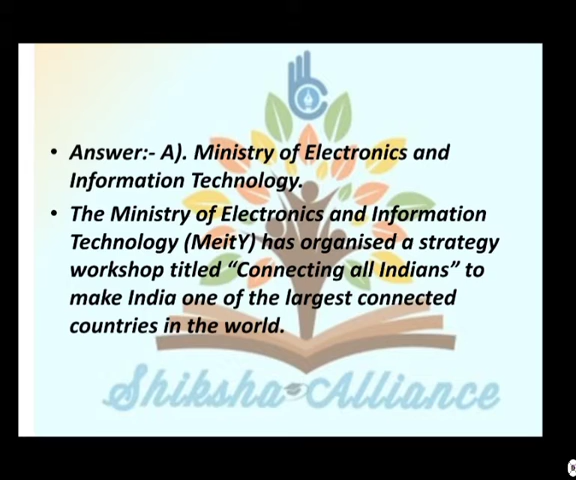 • Answer:- A). Ministry of Electronics and
Information Technology.
• The Ministry of Electronics and Information
Technology (MeitY) has organised a strategy
workshop titled “Connecting all Indians” to
make India one of the largest connected
countries in the world.
Shiksha Alliance